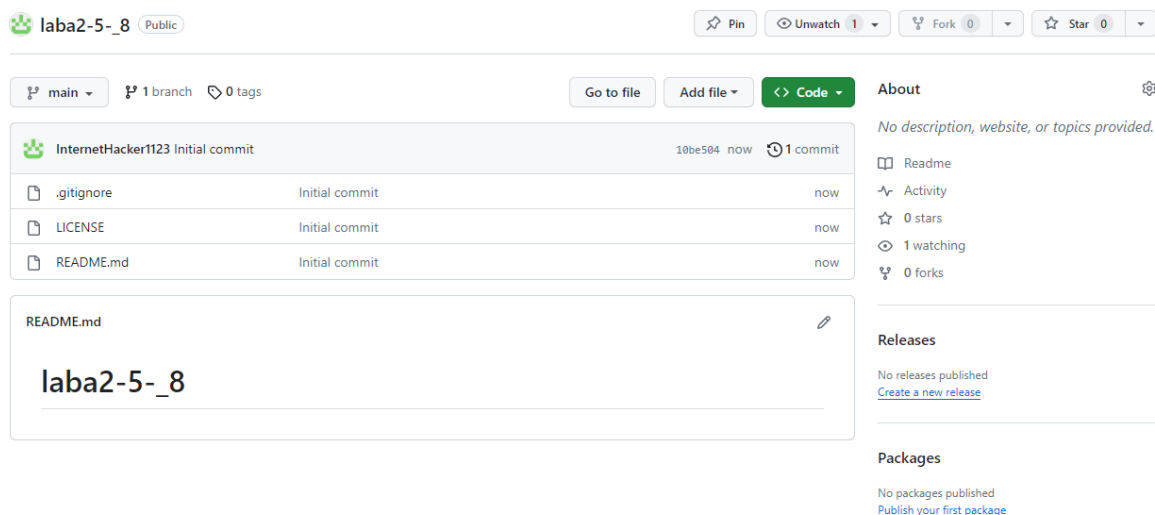 laba2-5-_8 Public Pin Unwatch 1 Fork 0 Star 0
main 1 branch 0 tags Go to file Add file <> Code
InternetHacker1123 Initial commit 10be504 now 1 commit
.gitignore Initial commit now
LICENSE Initial commit now
README.md Initial commit now
README.md
laba2-5-_8
About
No description, website, or topics provided.
Readme
Activity
0 stars
1 watching
0 forks
Releases
No releases published
Create a new release
Packages
No packages published
Publish your first package